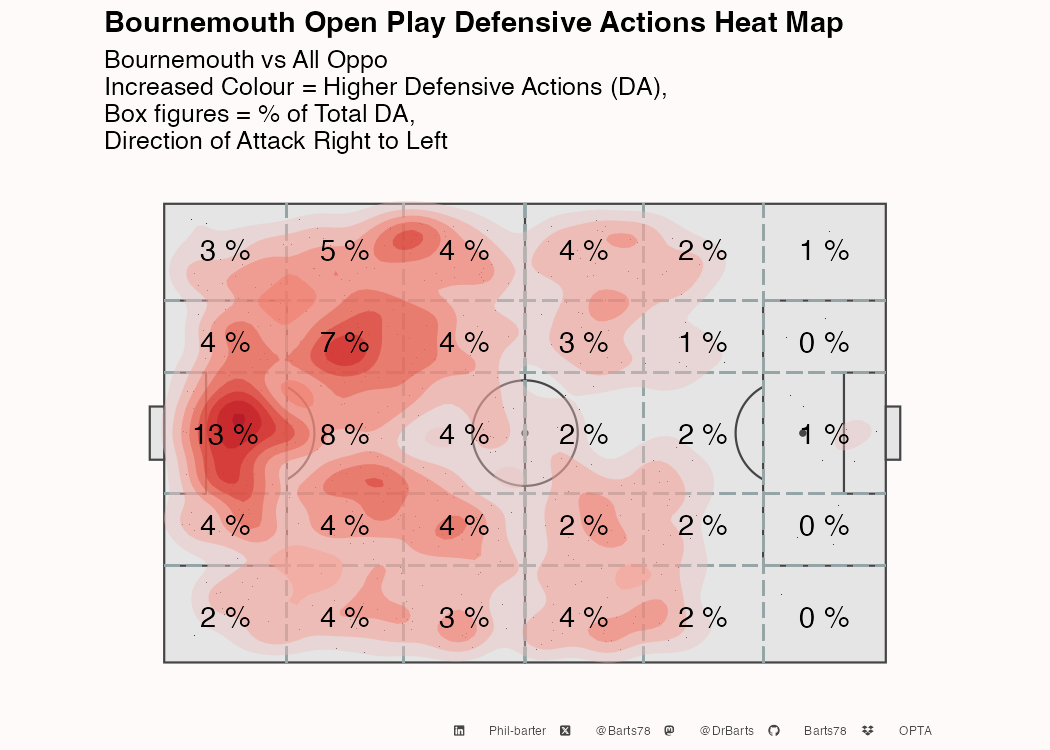 Bournemouth Open Play Defensive Actions Heat Map
Bournemouth vs All Oppo
Increased Colour = Higher Defensive Actions (DA),
Box figures = % of Total DA,
Direction of Attack Right to Left
3 % 5 % 4 % 4 % 2 % 1 %
4 % 7 % 4 % 3 % 1 % 0 %
13 % 8 % 4 % 2 % 2 % 1 %
4 % 4 % 4 % 2 % 2 % 0 %
2 % 4 % 3 % 4 % 2 % 0 %
Phil-barter @Barts78 @DrBarts Barts78 OPTA